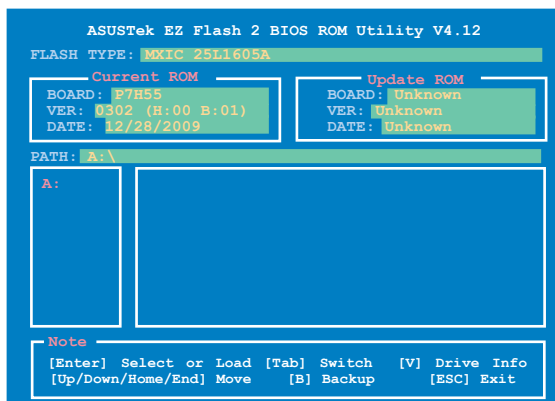 ASUSTek EZ Flash 2 BIOS ROM Utility V4.12
FLASH TYPE: MXIC 25L1605A
Current ROM
BOARD: P7H55
VER: 0302 (H:00 B:01)
DATE: 12/28/2009
Update ROM
BOARD: Unknown
VER: Unknown
DATE: Unknown
PATH: A:\
A:
Note
[Enter] Select or Load [Tab] Switch [V] Drive Info
[Up/Down/Home/End] Move [B] Backup [ESC] Exit